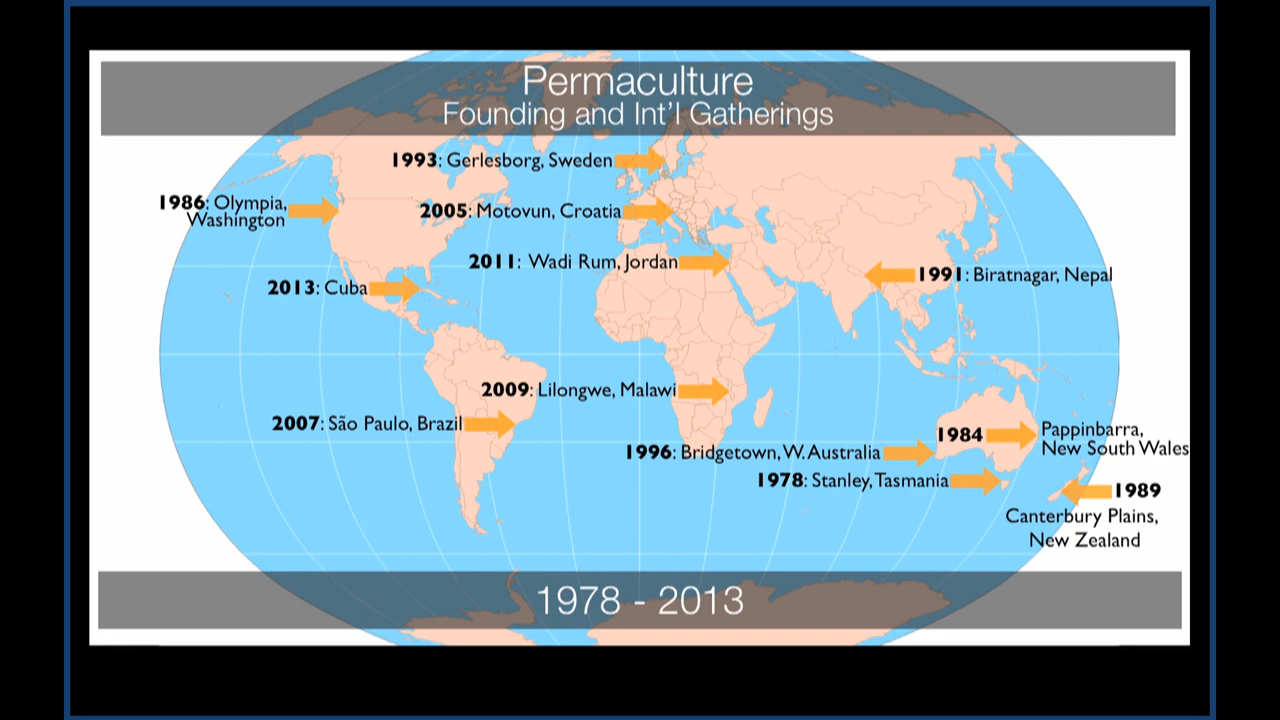 Permaculture
Founding and Int'l Gatherings
1993: Gerlesborg, Sweden
1986: Olympia,
Washington
2005: Motovun, Croatia
2011: Wadi Rum, Jordan
1991: Biratnagar, Nepal
2013: Cuba
2009: Lilongwe, Malawi
2007: São Paulo, Brazil
1984
Pappinbarra,
New South Wales
1996: Bridgetown, W. Australia
1978: Stanley, Tasmania
1989
Canterbury Plains,
New Zealand
1978 - 2013